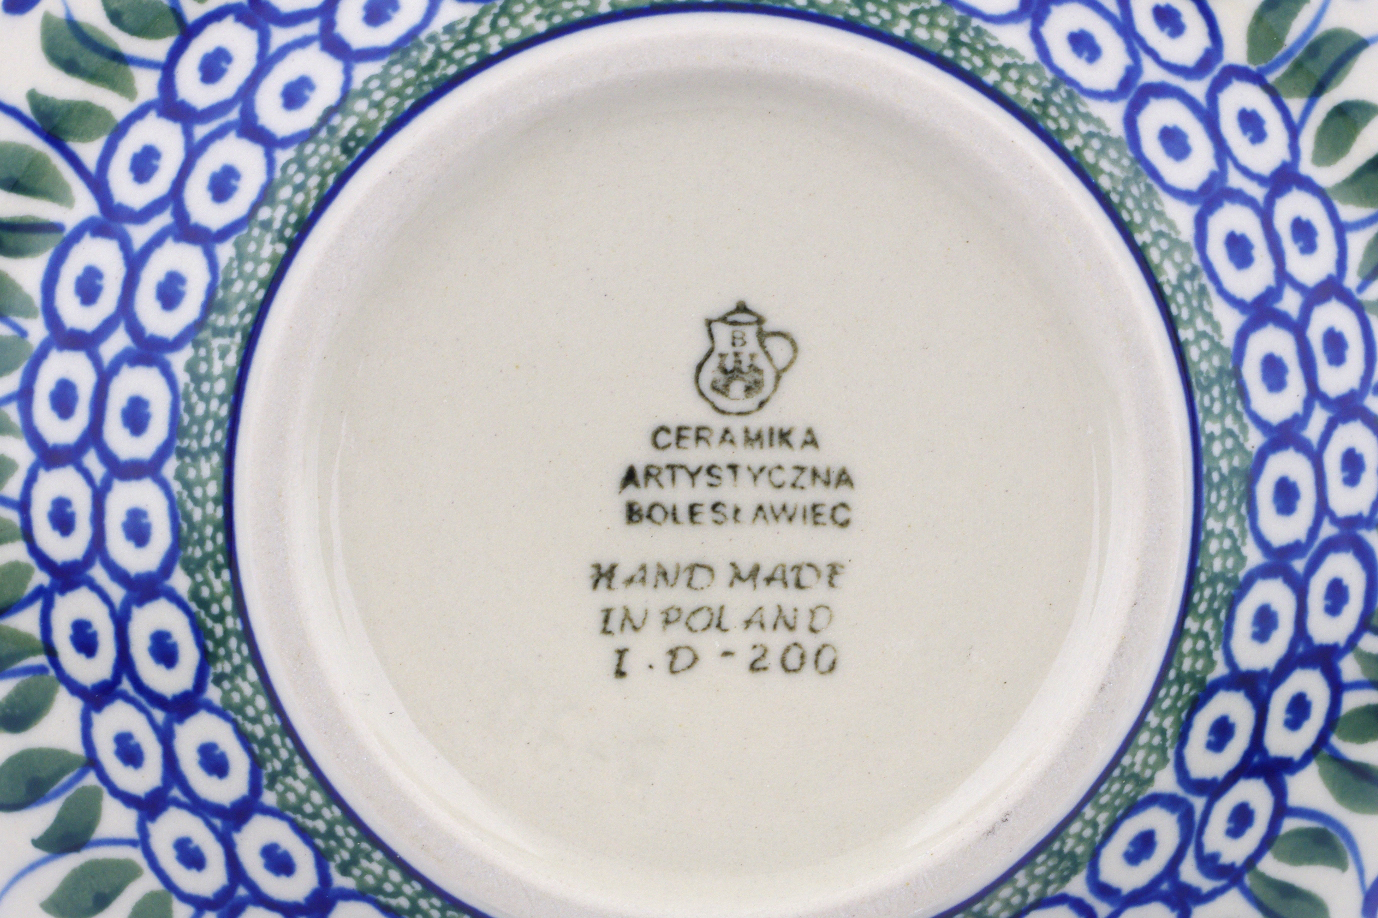 B
CERAMIKA
ARTYSTYCZNA
BOLESŁAWIEC
HAND MADE
IN POLAND
I.D-200